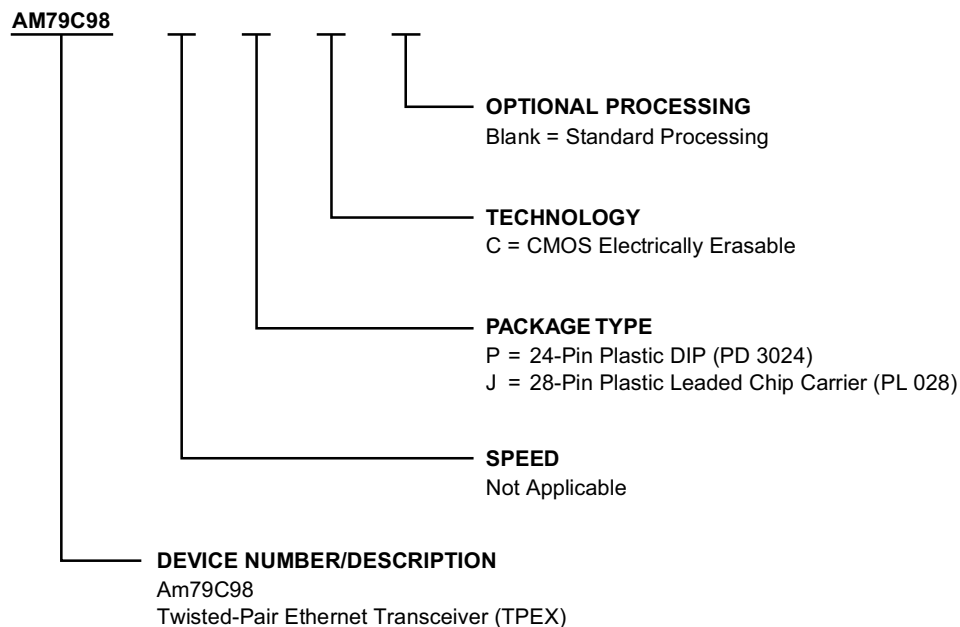 AM79C98
OPTIONAL PROCESSING
Blank = Standard Processing
TECHNOLOGY
C = CMOS Electrically Erasable
PACKAGE TYPE
P = 24-Pin Plastic DIP (PD 3024)
J = 28-Pin Plastic Leaded Chip Carrier (PL 028)
SPEED
Not Applicable
DEVICE NUMBER/DESCRIPTION
Am79C98
Twisted-Pair Ethernet Transceiver (TPEX)